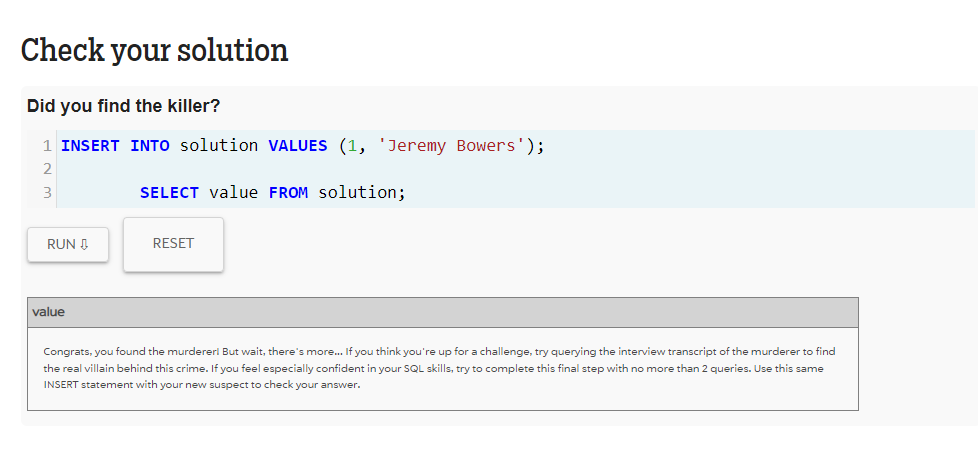 Check your solution
Did you find the killer?
1 INSERT INTO solution VALUES (1, 'Jeremy Bowers');
2
3 SELECT value FROM solution;
RUN ⇩ RESET
value
Congrats, you found the murderer! But wait, there's more... If you think you're up for a challenge, try querying the interview transcript of the murderer to find
the real villain behind this crime. If you feel especially confident in your SQL skills, try to complete this final step with no more than 2 queries. Use this same
INSERT statement with your new suspect to check your answer.